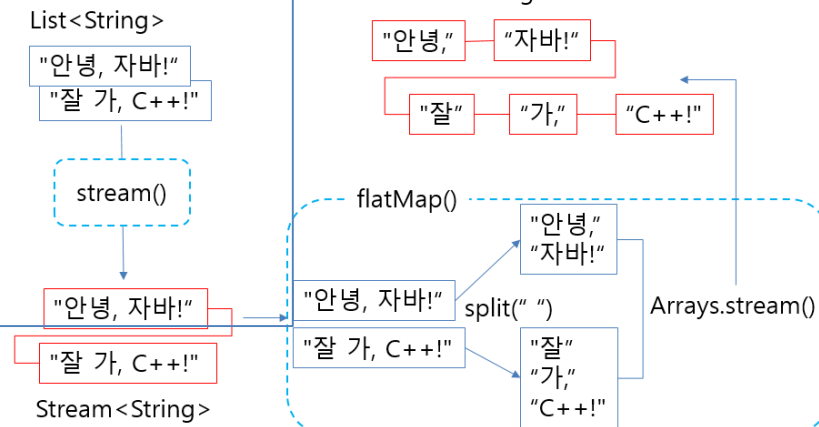 List<String>
"안녕, 자바!“
"잘 가, C++!"
stream()
"안녕, 자바!“
"잘 가, C++!"
Stream<String>
"안녕,”
“자바!“
"잘“
“가,”
“C++!"
flatMap()
"안녕, 자바!“
"잘 가, C++!"
split(“ “)
"안녕,”
“자바!“
"잘“
“가,”
“C++!"
Arrays.stream()